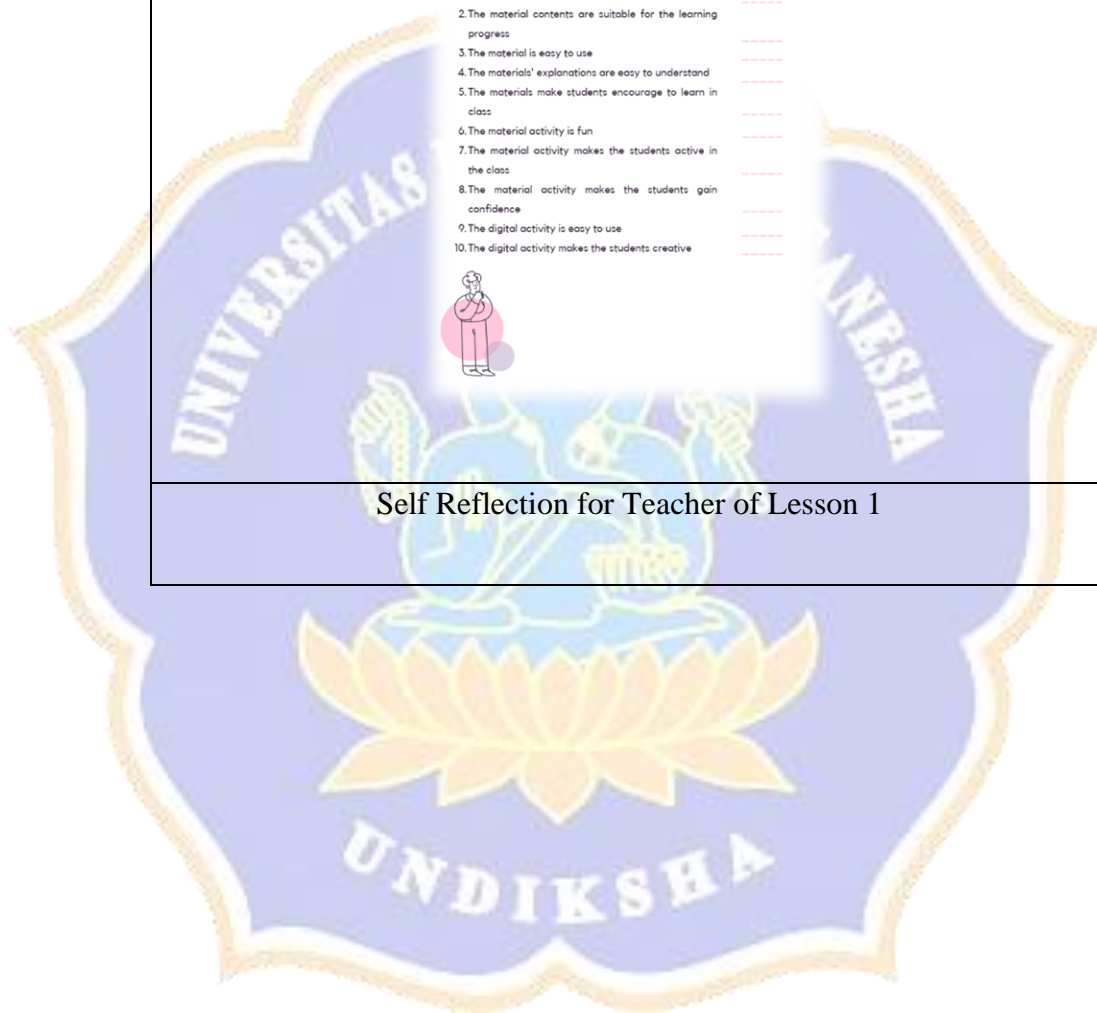 2. The material contents are suitable for the learning
progress
3. The material is easy to use
4. The materials' explanations are easy to understand
5. The materials make students encourage to learn in
class
6. The material activity is fun
7. The material activity makes the students active in
the class
8. The material activity makes the students gain
confidence
9. The digital activity is easy to use
10. The digital activity makes the students creative
UNIVERSITAS
ANESHA
Self Reflection for Teacher of Lesson 1
UNDIKSHA